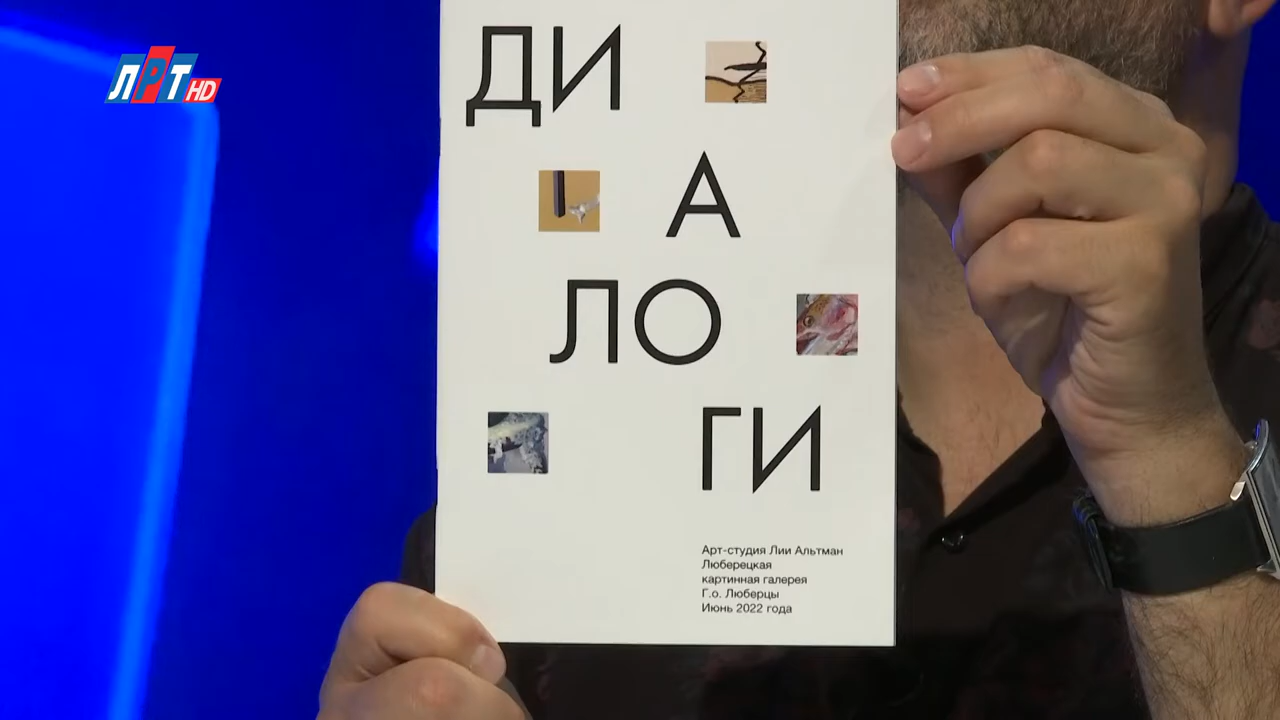 ЛРТ HD
ДИ
А
ЛО
ГИ
Арт-студия Лии Альтман
Люберецкая
картинная галерея
Г.о. Люберцы
Июнь 2022 года